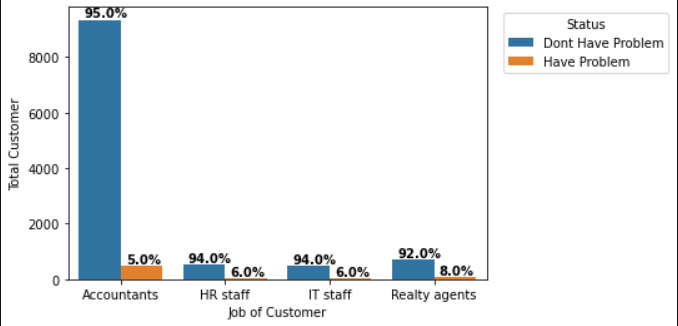 95.0%
Status
Dont Have Problem
Have Problem
8000
6000
4000
2000
0
Total Customer
5.0%
94.0%
6.0%
94.0%
6.0%
92.0%
8.0%
Accountants HR staff IT staff Realty agents
Job of Customer